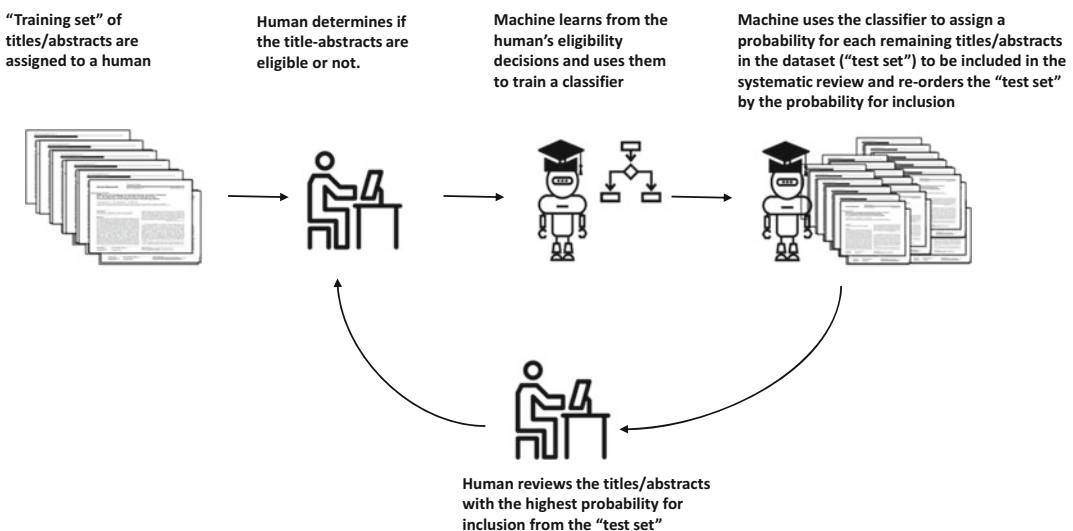 “Training set” of
titles/abstracts are
assigned to a human
Human determines if
the title-abstracts are
eligible or not.
Machine learns from the
human’s eligibility
decisions and uses them
to train a classifier
Machine uses the classifier to assign a
probability for each remaining titles/abstracts
in the dataset (“test set”) to be included in the
systematic review and re-orders the “test set”
by the probability for inclusion
Human reviews the titles/abstracts
with the highest probability for
inclusion from the “test set”